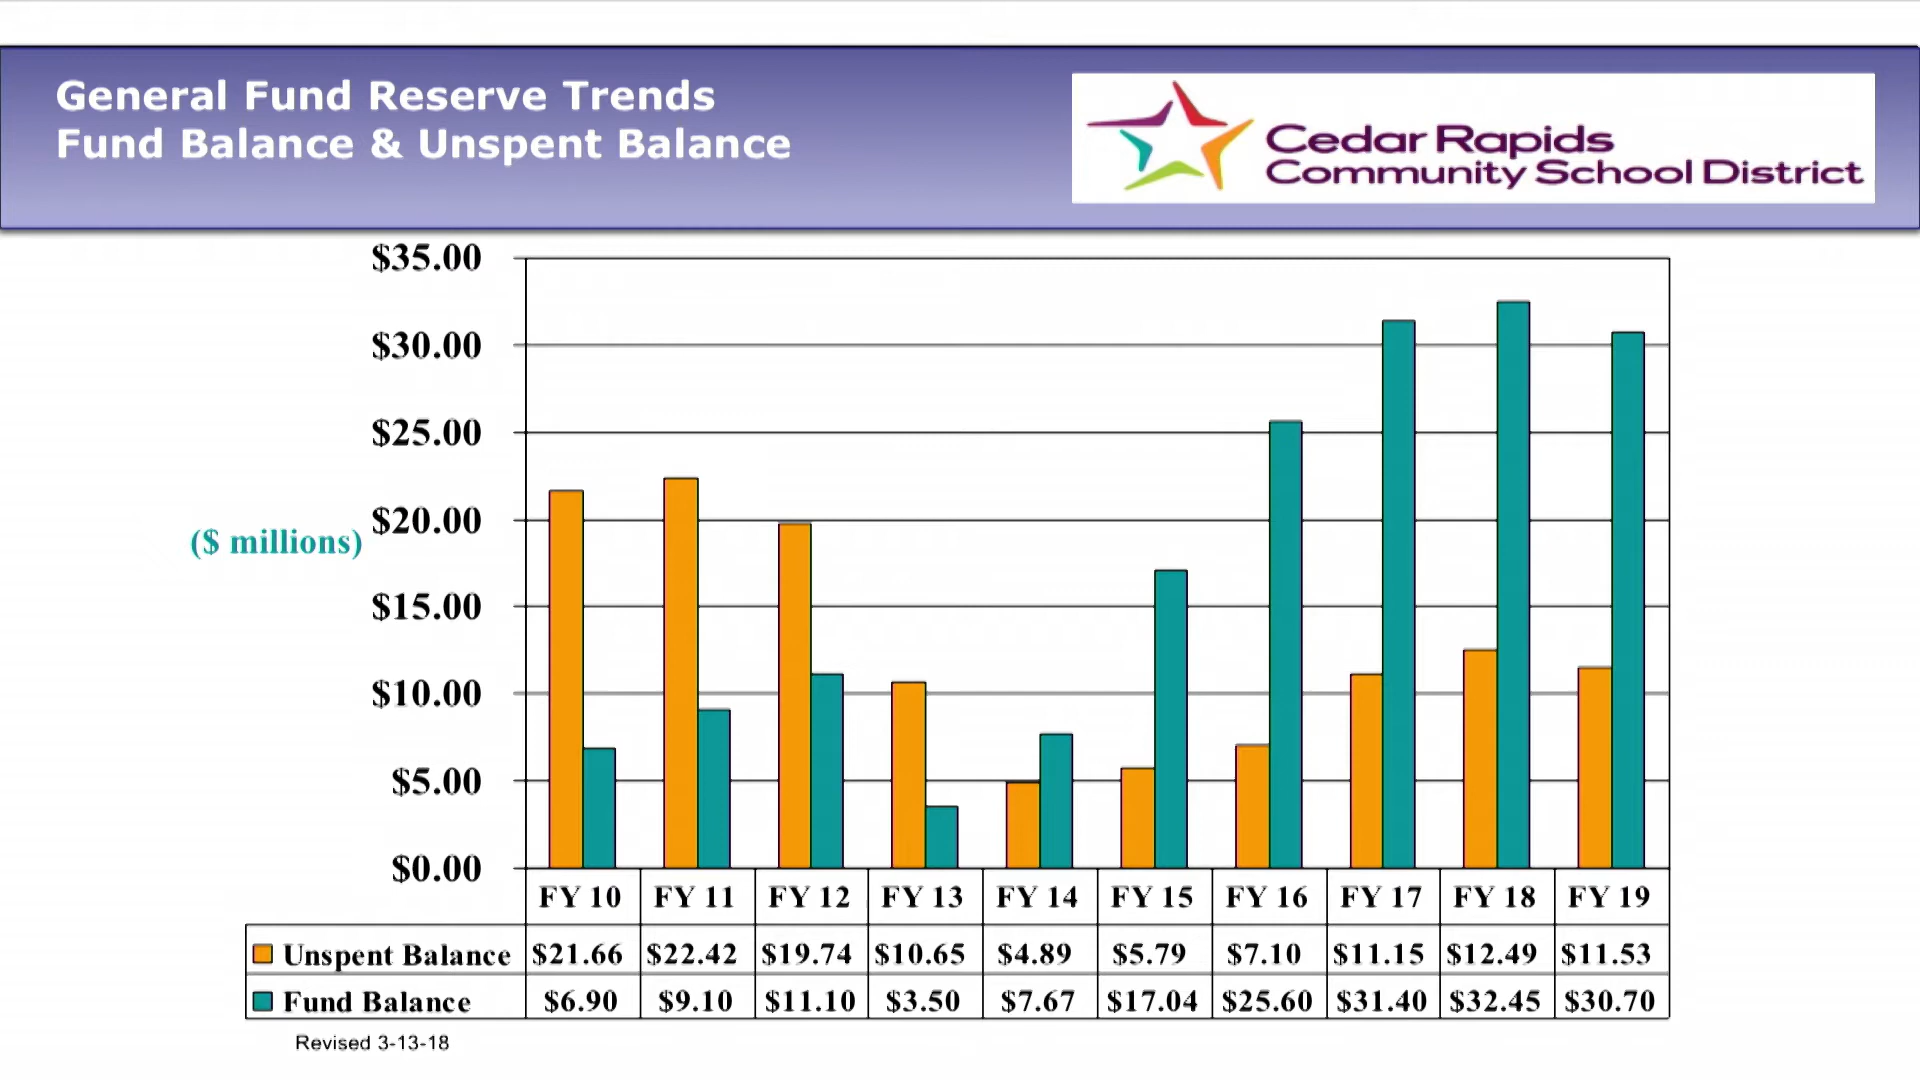 General Fund Reserve Trends
Fund Balance & Unspent Balance
Cedar Rapids
Community School District
$35.00
$30.00
$25.00
$20.00
($ millions)
$15.00
$10.00
$5.00
$0.00
FY 10 FY 11 FY 12 FY 13 FY 14 FY 15 FY 16 FY 17 FY 18 FY 19
Unspent Balance $21.66 $22.42 $19.74 $10.65 $4.89 $5.79 $7.10 $11.15 $12.49 $11.53
Fund Balance $6.90 $9.10 $11.10 $3.50 $7.67 $17.04 $25.60 $31.40 $32.45 $30.70
Revised 3-13-18